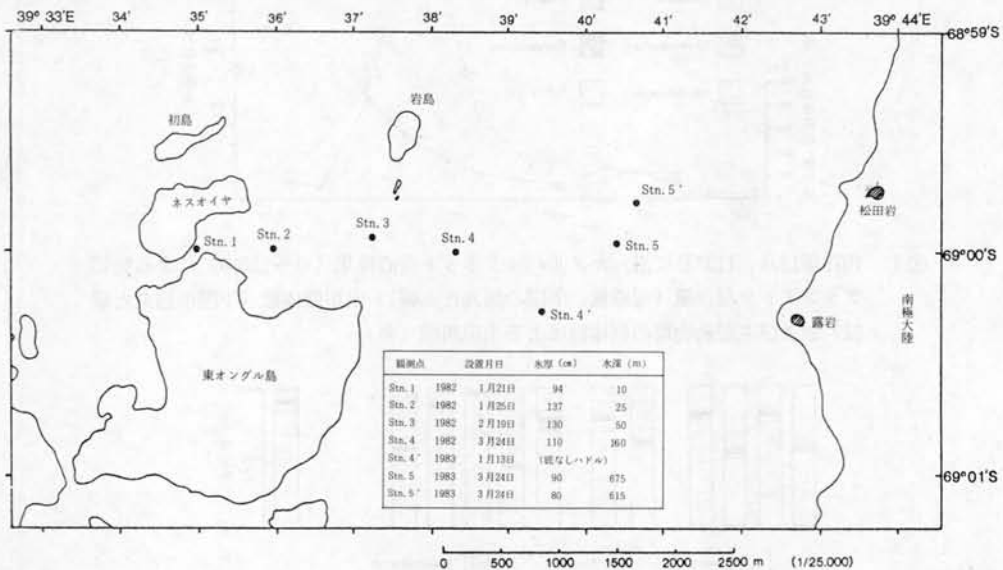 39° 33'E 34' 35' 36' 37' 38' 39' 40' 41' 42' 43' 39° 44'E
68°59'S
岩島
初島
ネスオイヤ
松田岩
Stn. 5'
Stn. 3
Stn. 1
Stn. 2
Stn. 4
Stn. 5
69°00'S
Stn. 4'
露岩
南極大陸
東オングル島
観測点 設置月日 氷厚 (cm) 水深 (m)
Stn. 1 1982 1月21日 94 10
Stn. 2 1982 1月25日 137 25
Stn. 3 1982 2月19日 130 50
Stn. 4 1982 3月24日 110 160
Stn. 4' 1983 1月13日 (底なしパドル)
Stn. 5 1983 3月24日 90 675
Stn. 5' 1983 3月24日 80 615
69°01'S
0 500 1000 1500 2000 2500 m (1/25,000)